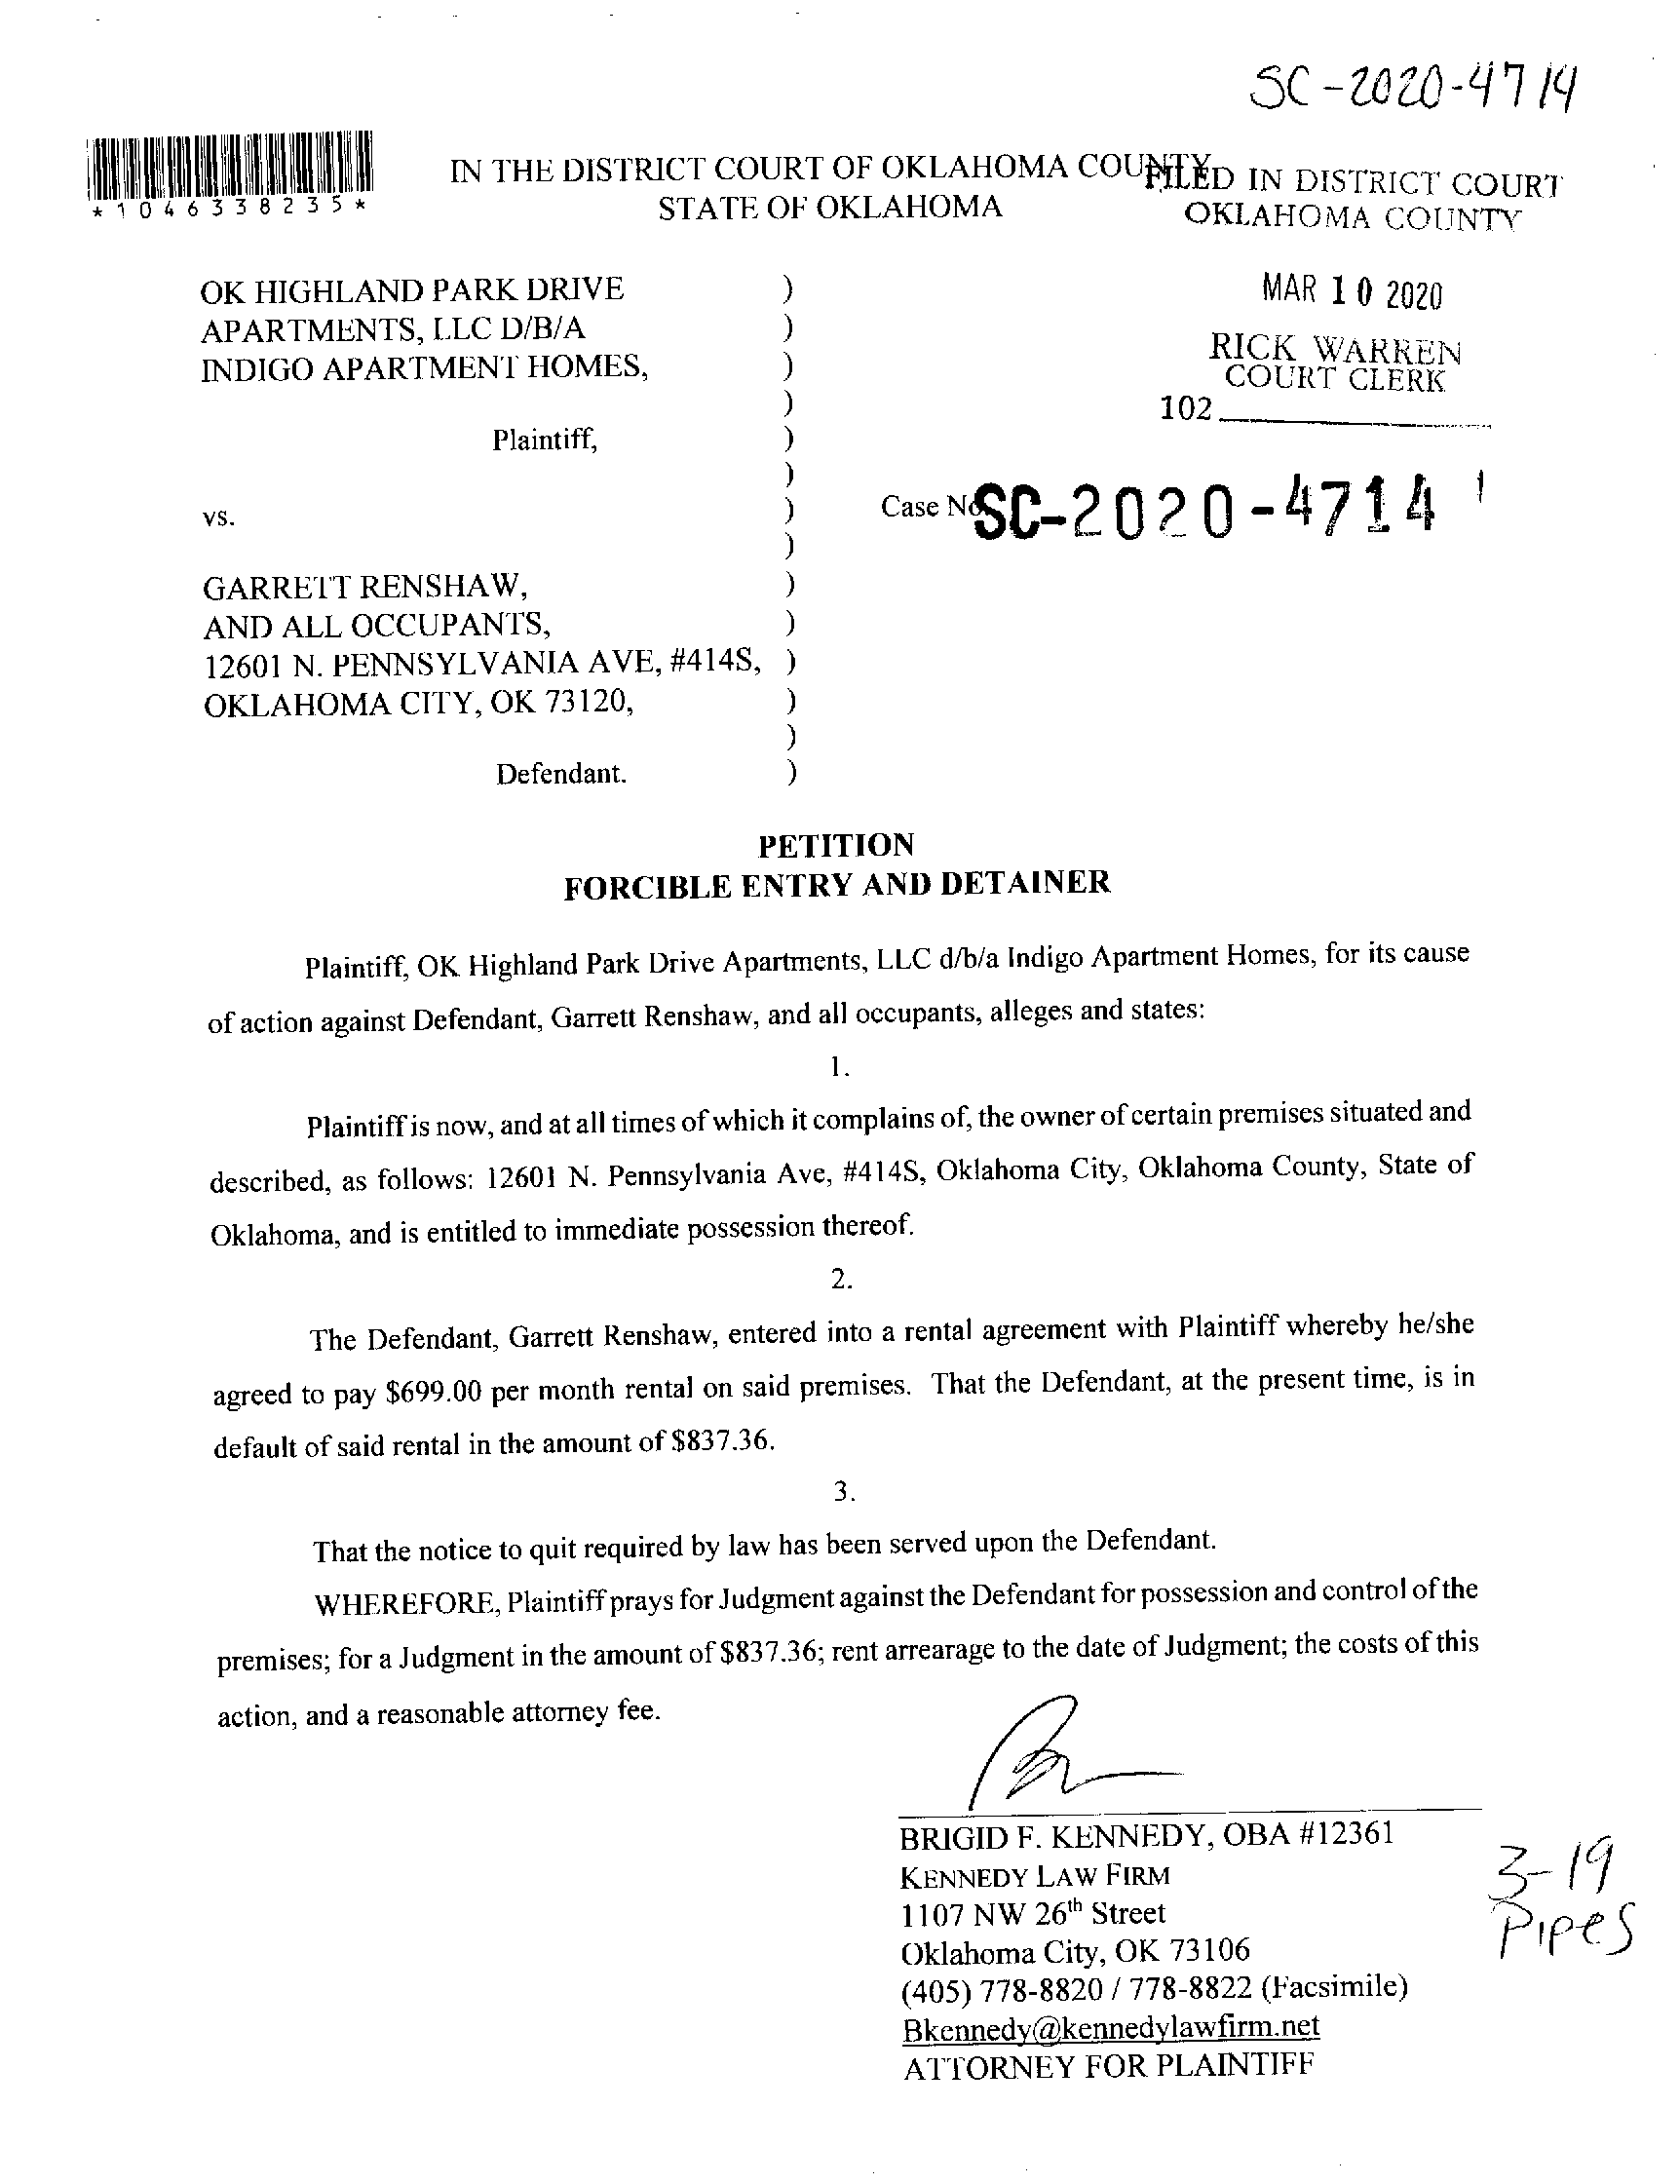 SC-2020-4714
*1046338235*
IN THE DISTRICT COURT OF OKLAHOMA COUNTY
STATE OF OKLAHOMA
FILED IN DISTRICT COURT
OKLAHOMA COUNTY
MAR 10 2020
RICK WARREN
COURT CLERK
102
OK HIGHLAND PARK DRIVE )
APARTMENTS, LLC D/B/A )
INDIGO APARTMENT HOMES, )
)
Plaintiff, )
)
vs. )
)
Case No. SC-2020-4714
GARRETT RENSHAW, )
AND ALL OCCUPANTS, )
12601 N. PENNSYLVANIA AVE, #414S, )
OKLAHOMA CITY, OK 73120, )
)
Defendant. )
PETITION
FORCIBLE ENTRY AND DETAINER
Plaintiff, OK Highland Park Drive Apartments, LLC d/b/a Indigo Apartment Homes, for its cause
of action against Defendant, Garrett Renshaw, and all occupants, alleges and states:
1.
Plaintiff is now, and at all times of which it complains of, the owner of certain premises situated and
described, as follows: 12601 N. Pennsylvania Ave, #414S, Oklahoma City, Oklahoma County, State of
Oklahoma, and is entitled to immediate possession thereof.
2.
The Defendant, Garrett Renshaw, entered into a rental agreement with Plaintiff whereby he/she
agreed to pay $699.00 per month rental on said premises. That the Defendant, at the present time, is in
default of said rental in the amount of $837.36.
3.
That the notice to quit required by law has been served upon the Defendant.
WHEREFORE, Plaintiff prays for Judgment against the Defendant for possession and control of the
premises; for a Judgment in the amount of $837.36; rent arrearage to the date of Judgment; the costs of this
action, and a reasonable attorney fee.
BRIGID F. KENNEDY, OBA #12361
KENNEDY LAW FIRM
1107 NW 26th Street
Oklahoma City, OK 73106
(405) 778-8820 / 778-8822 (Facsimile)
Bkennedy@kennedylawfirm.net
ATTORNEY FOR PLAINTIFF
3-19
Pipes